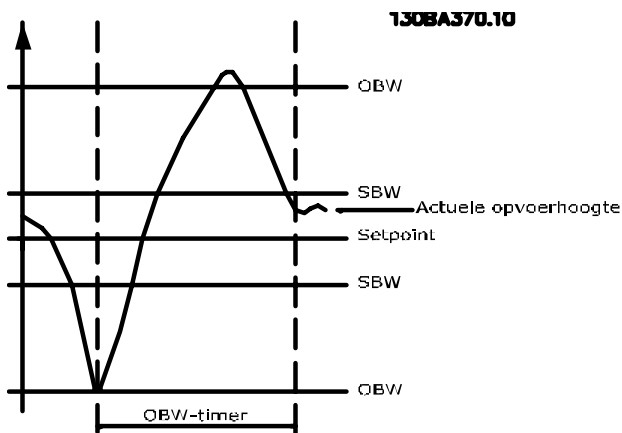 130BA370.10
OBW
SBW
Actuele opvoerhoogte
Setpoint
SBW
OBW
OBW-timer